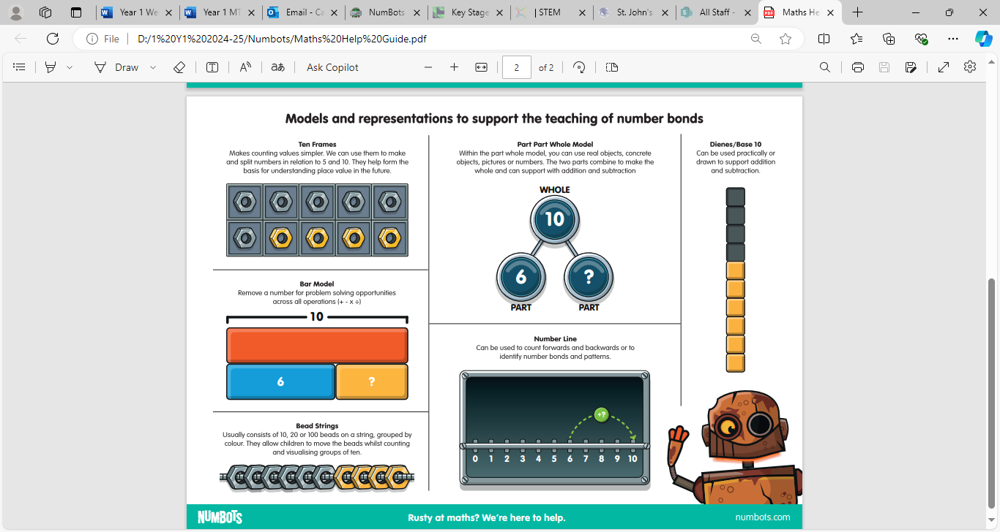 Year 1 We
Year 1 MT
Email - Ca
NumBots
Key Stage
| STEM
St. John's
All Staff -
Maths He
File
D:/1%20Y1%202024-25/Numbots/Maths%20Help%20Guide.pdf
Draw
Ask Copilot
2
of 2
Models and representations to support the teaching of number bonds
Ten Frames
Makes counting values simpler. We can use them to make
and split numbers in relation to 5 and 10. They help form the
basis for understanding place value in the future.
Bar Model
Remove a number for problem solving opportunities
across all operations (+ - x ÷)
10
6
?
Bead Strings
Usually consists of 10, 20 or 100 beads on a string, grouped by
colour. They allow children to move the beads whilst counting
and visualising groups of ten.
Part Part Whole Model
Within the part whole model, you can use real objects, concrete
objects, pictures or numbers. The two parts combine to make the
whole and can support with addition and subtraction
WHOLE
10
6
?
PART
PART
Number Line
Can be used to count forwards and backwards or to
identify number bonds and patterns.
+?
0 1 2 3 4 5 6 7 8 9 10
Dienes/Base 10
Can be used practically or
drawn to support addition
and subtraction.
NUMBOTS
Rusty at maths? We're here to help.
numbots.com